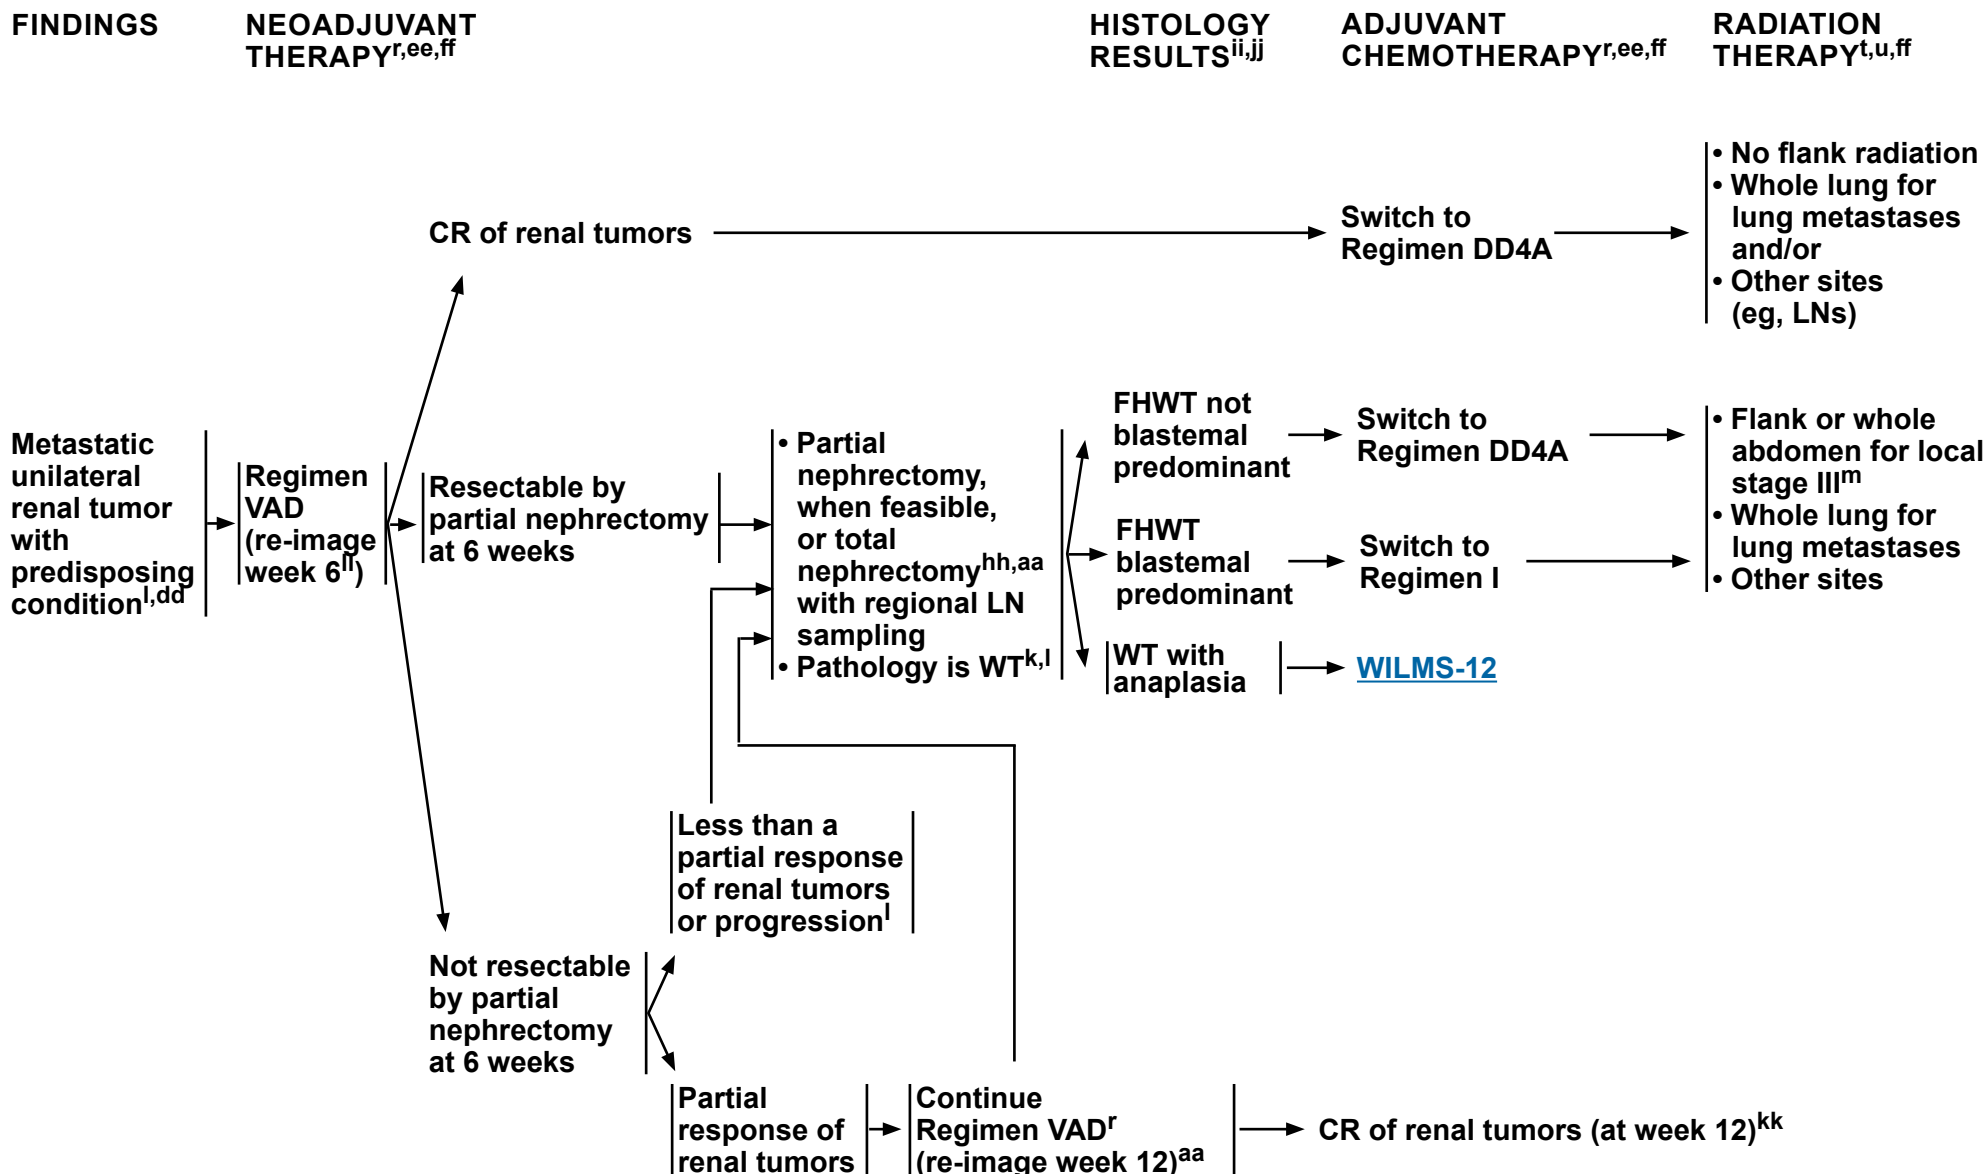 FINDINGS
NEOADJUVANT
THERAPYr,ee,ff
HISTOLOGY
RESULTSii,jj
ADJUVANT
CHEMOTHERAPYr,ee,ff
RADIATION
THERAPYt,u,ff
CR of renal tumors
Switch to
Regimen DD4A
• No flank radiation
• Whole lung for
lung metastases
and/or
• Other sites
(eg, LNs)
Metastatic
unilateral
renal tumor
with
predisposing
conditionl,dd
Regimen
VAD
(re-image
week 6ll)
Resectable by
partial nephrectomy
at 6 weeks
• Partial
nephrectomy,
when feasible,
or total
nephrectomyhh,aa
with regional LN
sampling
• Pathology is WTk,l
FHWT not
blastemal
predominant
Switch to
Regimen DD4A
FHWT
blastemal
predominant
Switch to
Regimen I
WT with
anaplasia
WILMS-12
• Flank or whole
abdomen for local
stage IIIm
• Whole lung for
lung metastases
• Other sites
Less than a
partial response
of renal tumors
or progressionl
Not resectable
by partial
nephrectomy
at 6 weeks
Partial
response of
renal tumors
Continue
Regimen VADr
(re-image week 12)aa
CR of renal tumors (at week 12)kk